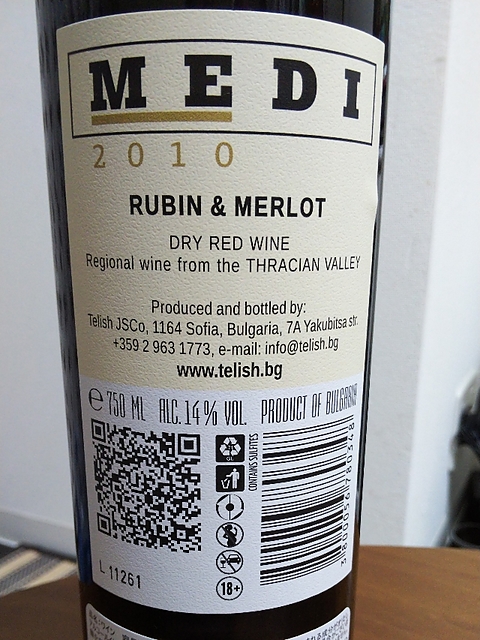 MEDI
2010
RUBIN & MERLOT
DRY RED WINE
Regional wine from the THRACIAN VALLEY
Produced and bottled by:
Telish JSCo, 1164 Sofia, Bulgaria, 7A Yakubitsa str.
+359 2 963 1773, e-mail: info@telish.bg
www.telish.bg
e 750 ML ALC.14% VOL. PRODUCT OF BULGARIA
GL
CONTAINS SULFITES
18+
L 11261